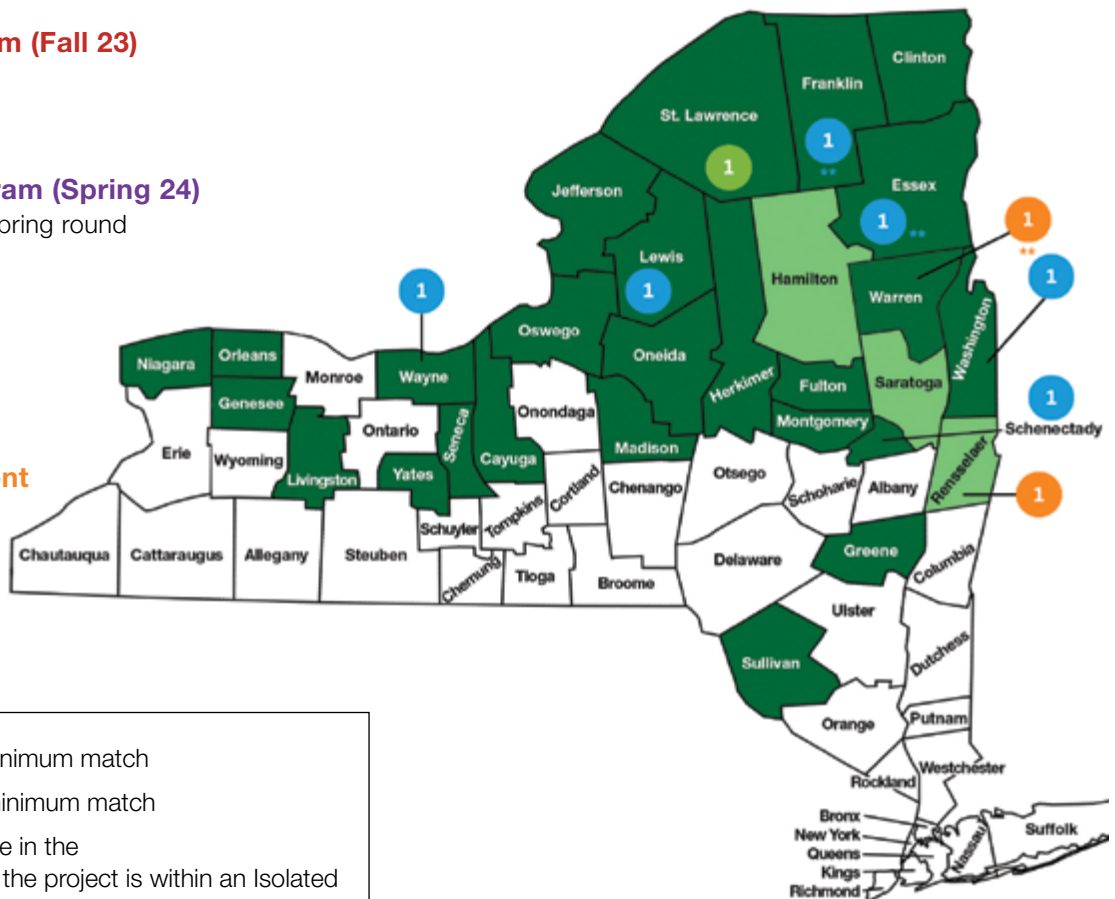 m (Fall 23)
ram (Spring 24)
pring round
ent
nimum match
ninimum match
e in the
the project is within an Isolated
Clinton
Franklin
St. Lawrence
1
**
1
Essex
Jefferson
1
**
1
**
Lewis
Hamilton
1
1
1
Warren
Washington
Oswego
Oneida
Niagara
Orleans
Monroe
Wayne
Herkimer
Fulton
Saratoga
1
Genesee
Onondaga
Montgomery
Schenectady
Ontario
Seneca
Erie
Wyoming
Cayuga
Madison
Rensselaer
Livingston
Yates
Otsego
Schoharie
Albany
1
Cortland
Chenango
Tompkins
Schuyler
Greene
Chautauqua
Cattaraugus
Allegany
Steuben
Delaware
Columbia
Chemung
Tioga
Broome
Ulster
Dutchess
Sullivan
Orange
Putnam
Rockland
Westchester
Bronx
New York
Queens
Kings
Richmond
Nassau
Suffolk